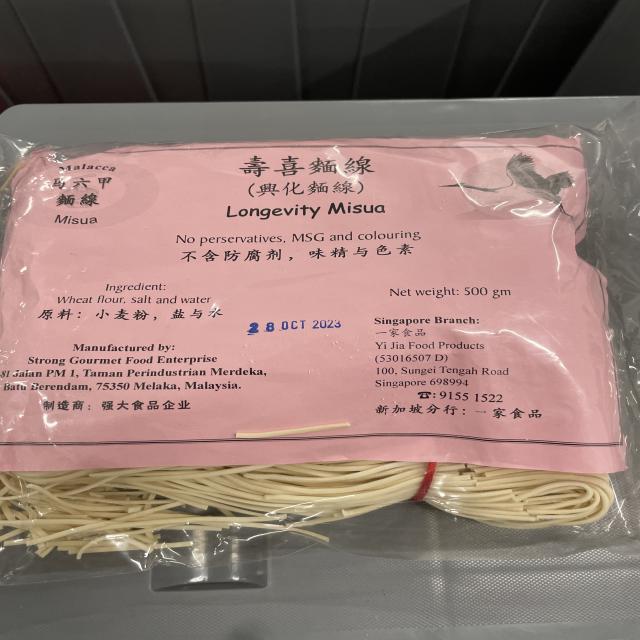 Malacca
馬六甲
麵線
Misua
壽喜麵線
(興化麵線)
Longevity Misua
No perservatives, MSG and colouring
不含防腐剂，味精与色素
Ingredient:
Wheat flour, salt and water
原料：小麦粉，盐与水
Net weight: 500 gm
28 OCT 2023
Manufactured by:
Strong Gourmet Food Enterprise
81 Jalan PM 1, Taman Perindustrian Merdeka,
Batu Berendam, 75350 Melaka, Malaysia.
制造商：强大食品企业
Singapore Branch:
一家食品
Yi Jia Food Products
(53016507 D)
100, Sungei Tengah Road
Singapore 698994
☎: 9155 1522
新加坡分行：一家食品